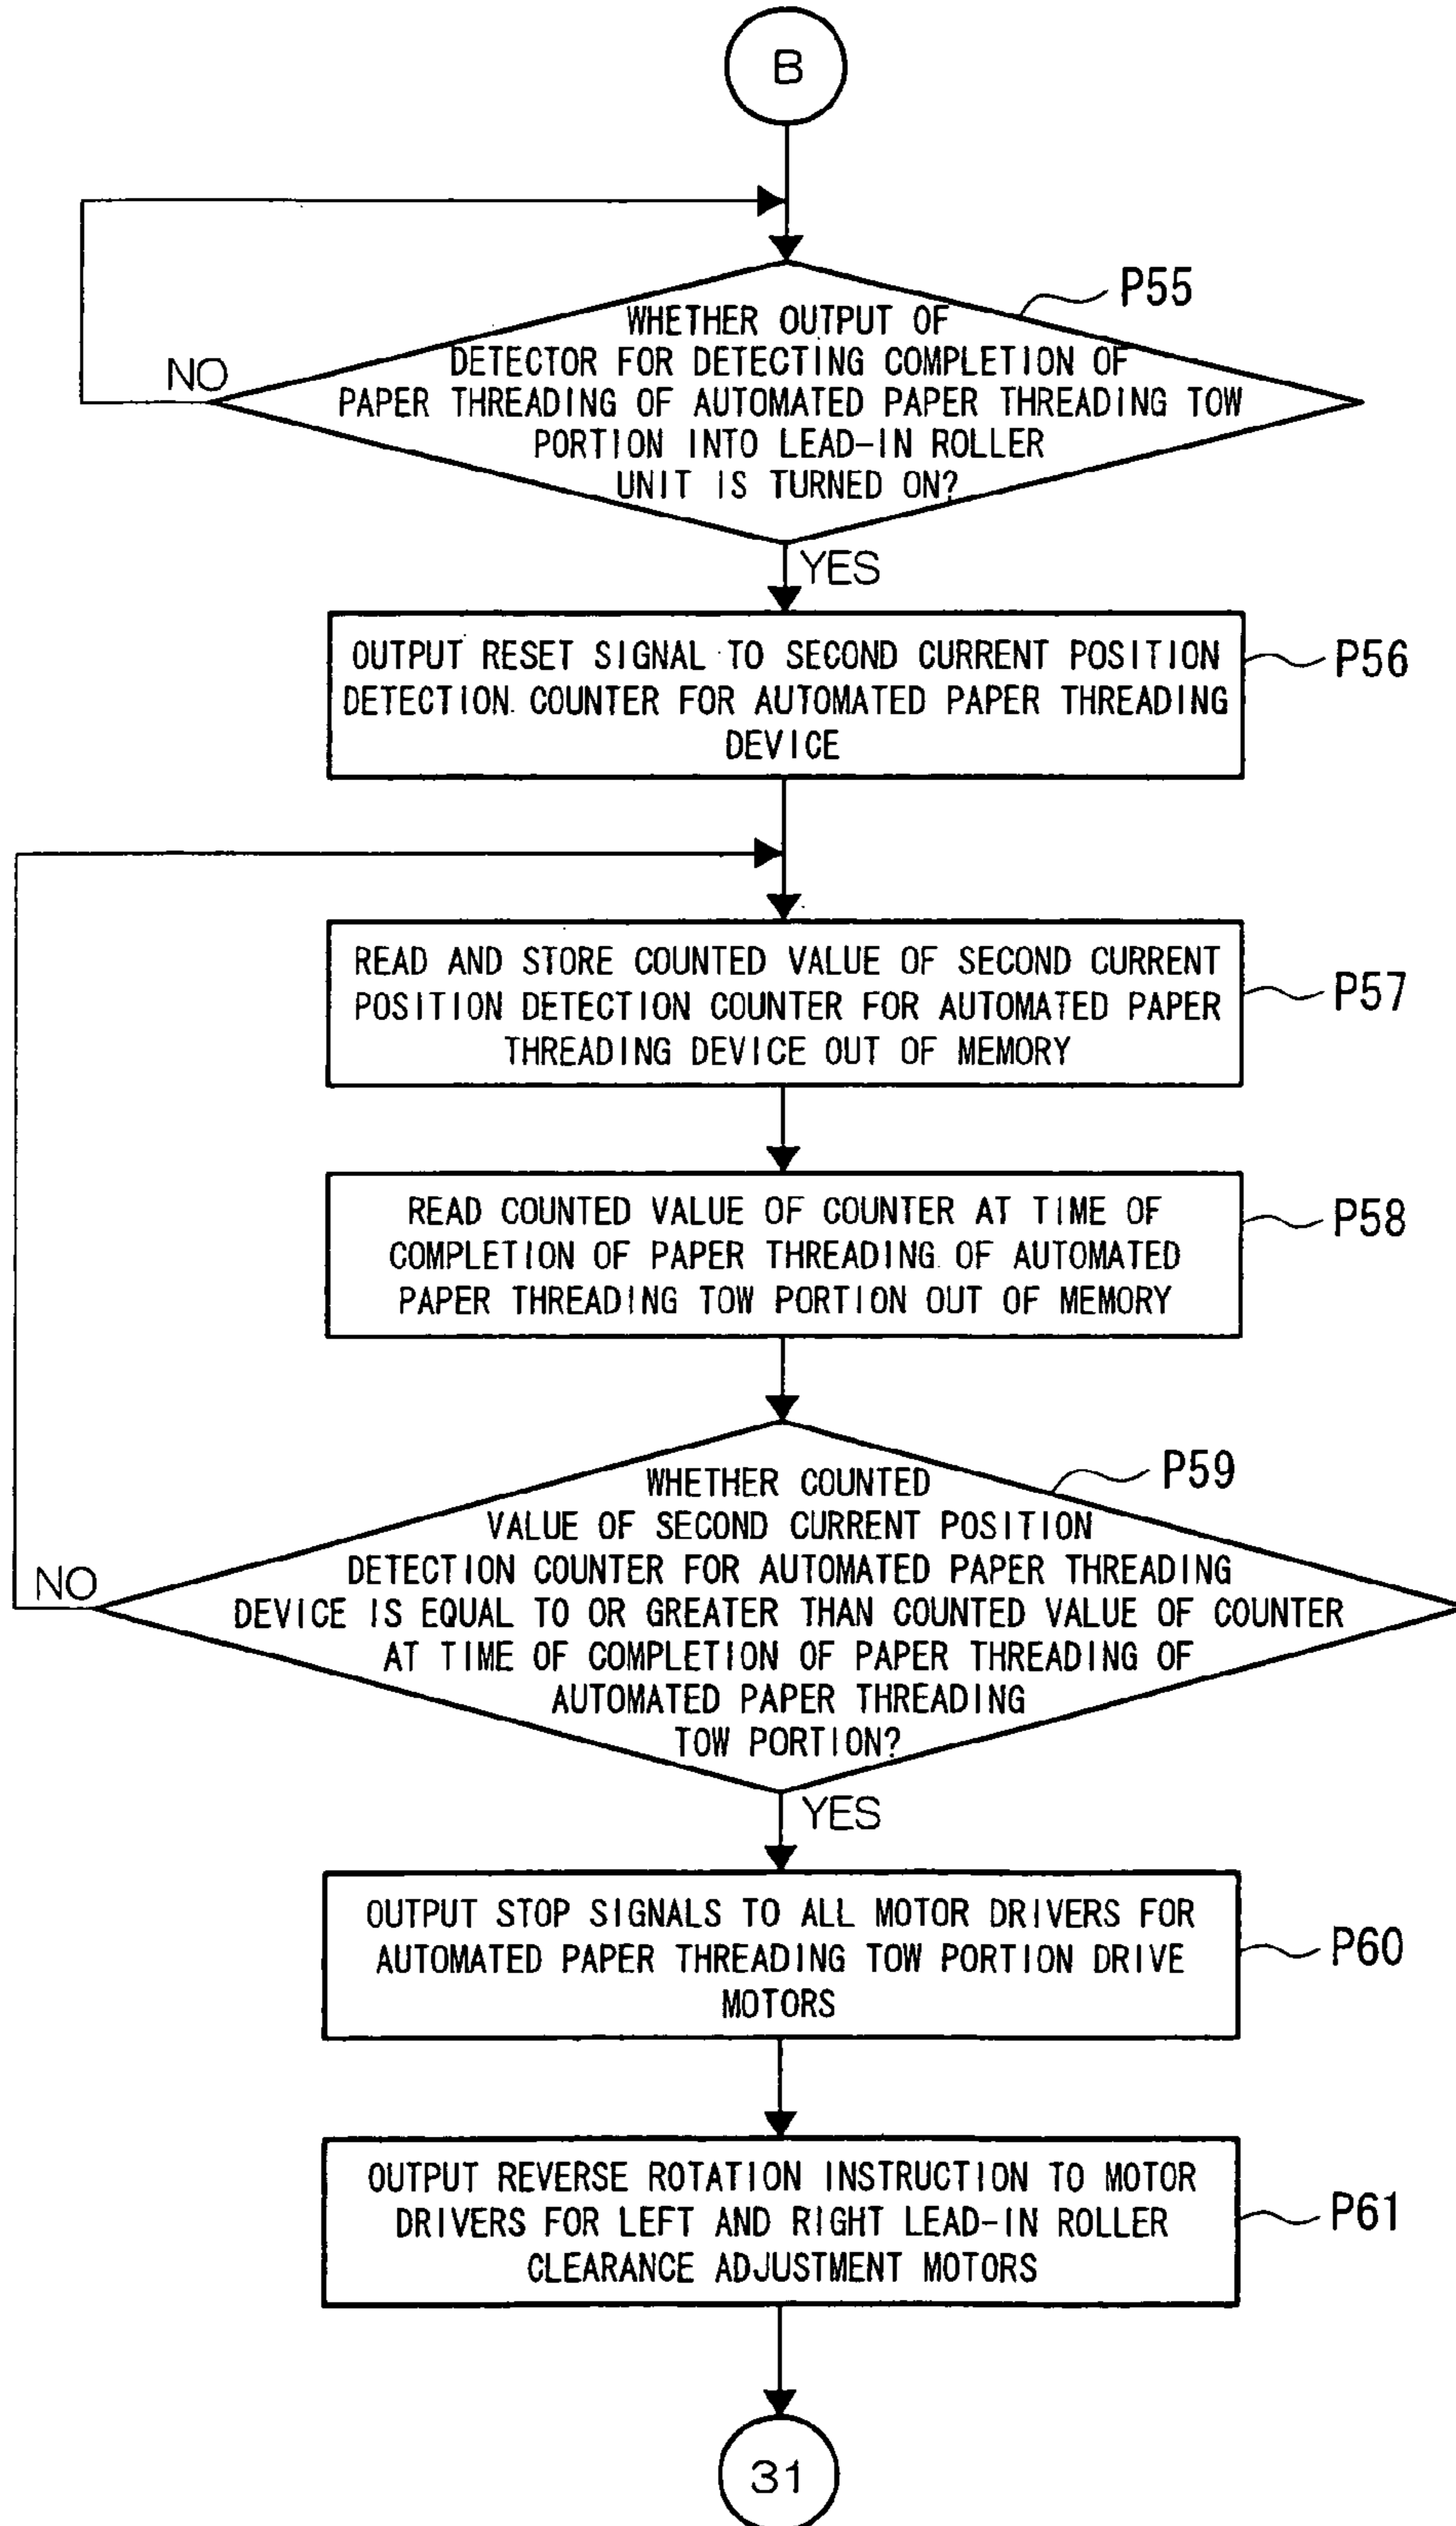 B
P55
WHETHER OUTPUT OF
DETECTOR FOR DETECTING COMPLETION OF
PAPER THREADING OF AUTOMATED PAPER THREADING TOW
PORTION INTO LEAD-IN ROLLER
UNIT IS TURNED ON?
NO
YES
OUTPUT RESET SIGNAL TO SECOND CURRENT POSITION
DETECTION COUNTER FOR AUTOMATED PAPER THREADING
DEVICE
P56
READ AND STORE COUNTED VALUE OF SECOND CURRENT
POSITION DETECTION COUNTER FOR AUTOMATED PAPER
THREADING DEVICE OUT OF MEMORY
P57
READ COUNTED VALUE OF COUNTER AT TIME OF
COMPLETION OF PAPER THREADING OF AUTOMATED
PAPER THREADING TOW PORTION OUT OF MEMORY
P58
P59
WHETHER COUNTED
VALUE OF SECOND CURRENT POSITION
DETECTION COUNTER FOR AUTOMATED PAPER THREADING
DEVICE IS EQUAL TO OR GREATER THAN COUNTED VALUE OF COUNTER
AT TIME OF COMPLETION OF PAPER THREADING OF
AUTOMATED PAPER THREADING
TOW PORTION?
NO
YES
OUTPUT STOP SIGNALS TO ALL MOTOR DRIVERS FOR
AUTOMATED PAPER THREADING TOW PORTION DRIVE
MOTORS
P60
OUTPUT REVERSE ROTATION INSTRUCTION TO MOTOR
DRIVERS FOR LEFT AND RIGHT LEAD-IN ROLLER
CLEARANCE ADJUSTMENT MOTORS
P61
31